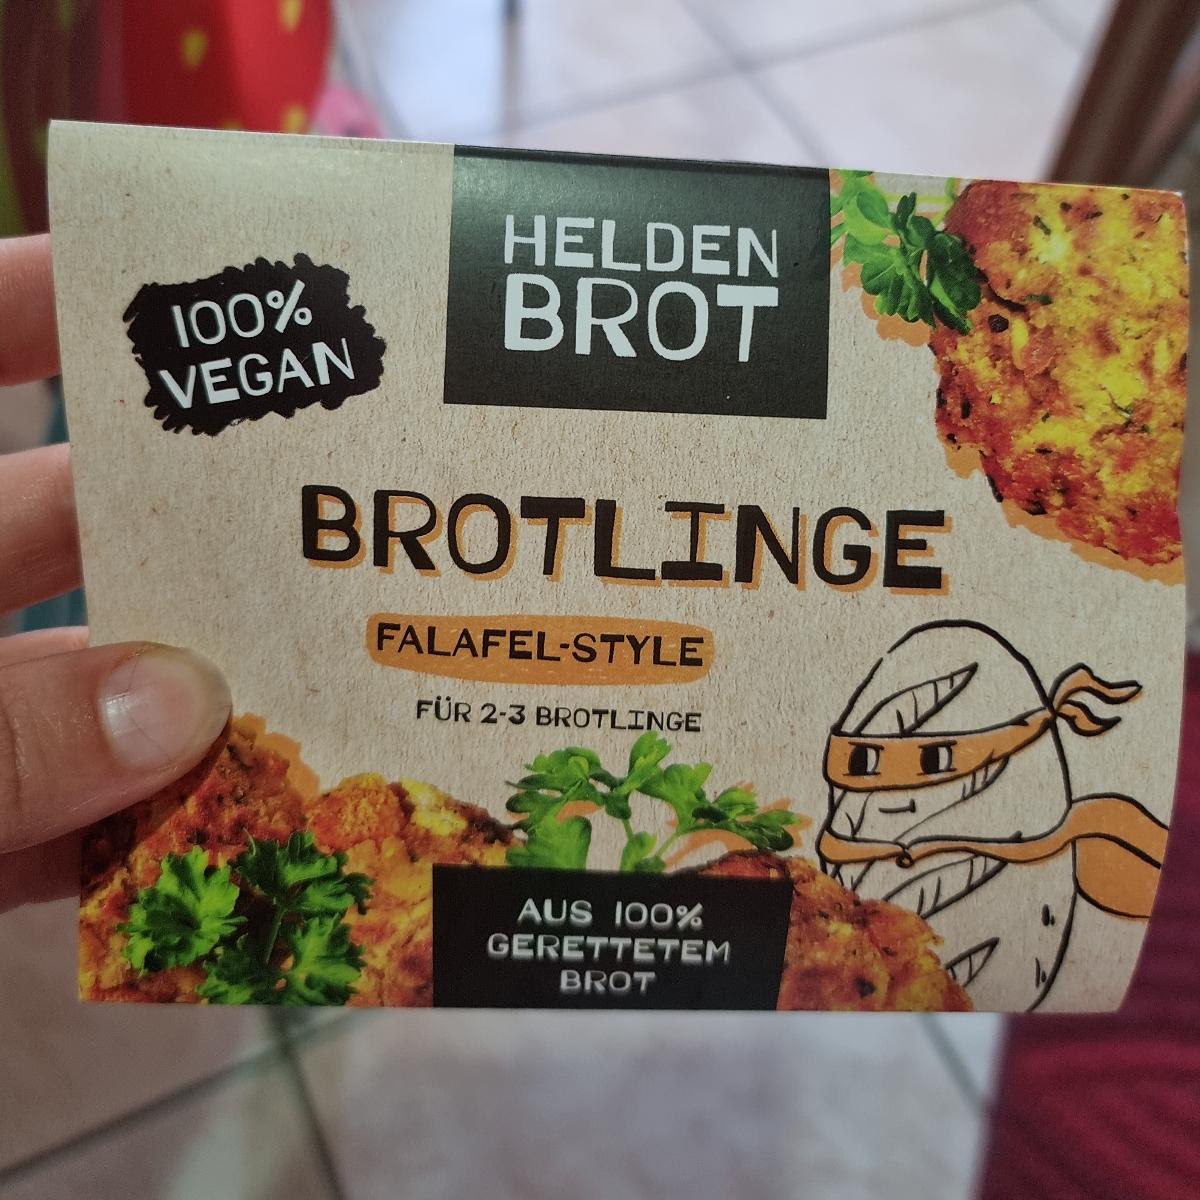 HELDEN
BROT
100%
VEGAN
BROTLINGE
FALAFEL-STYLE
FÜR 2-3 BROTLINGE
AUS 100%
GERETTETEM
BROT